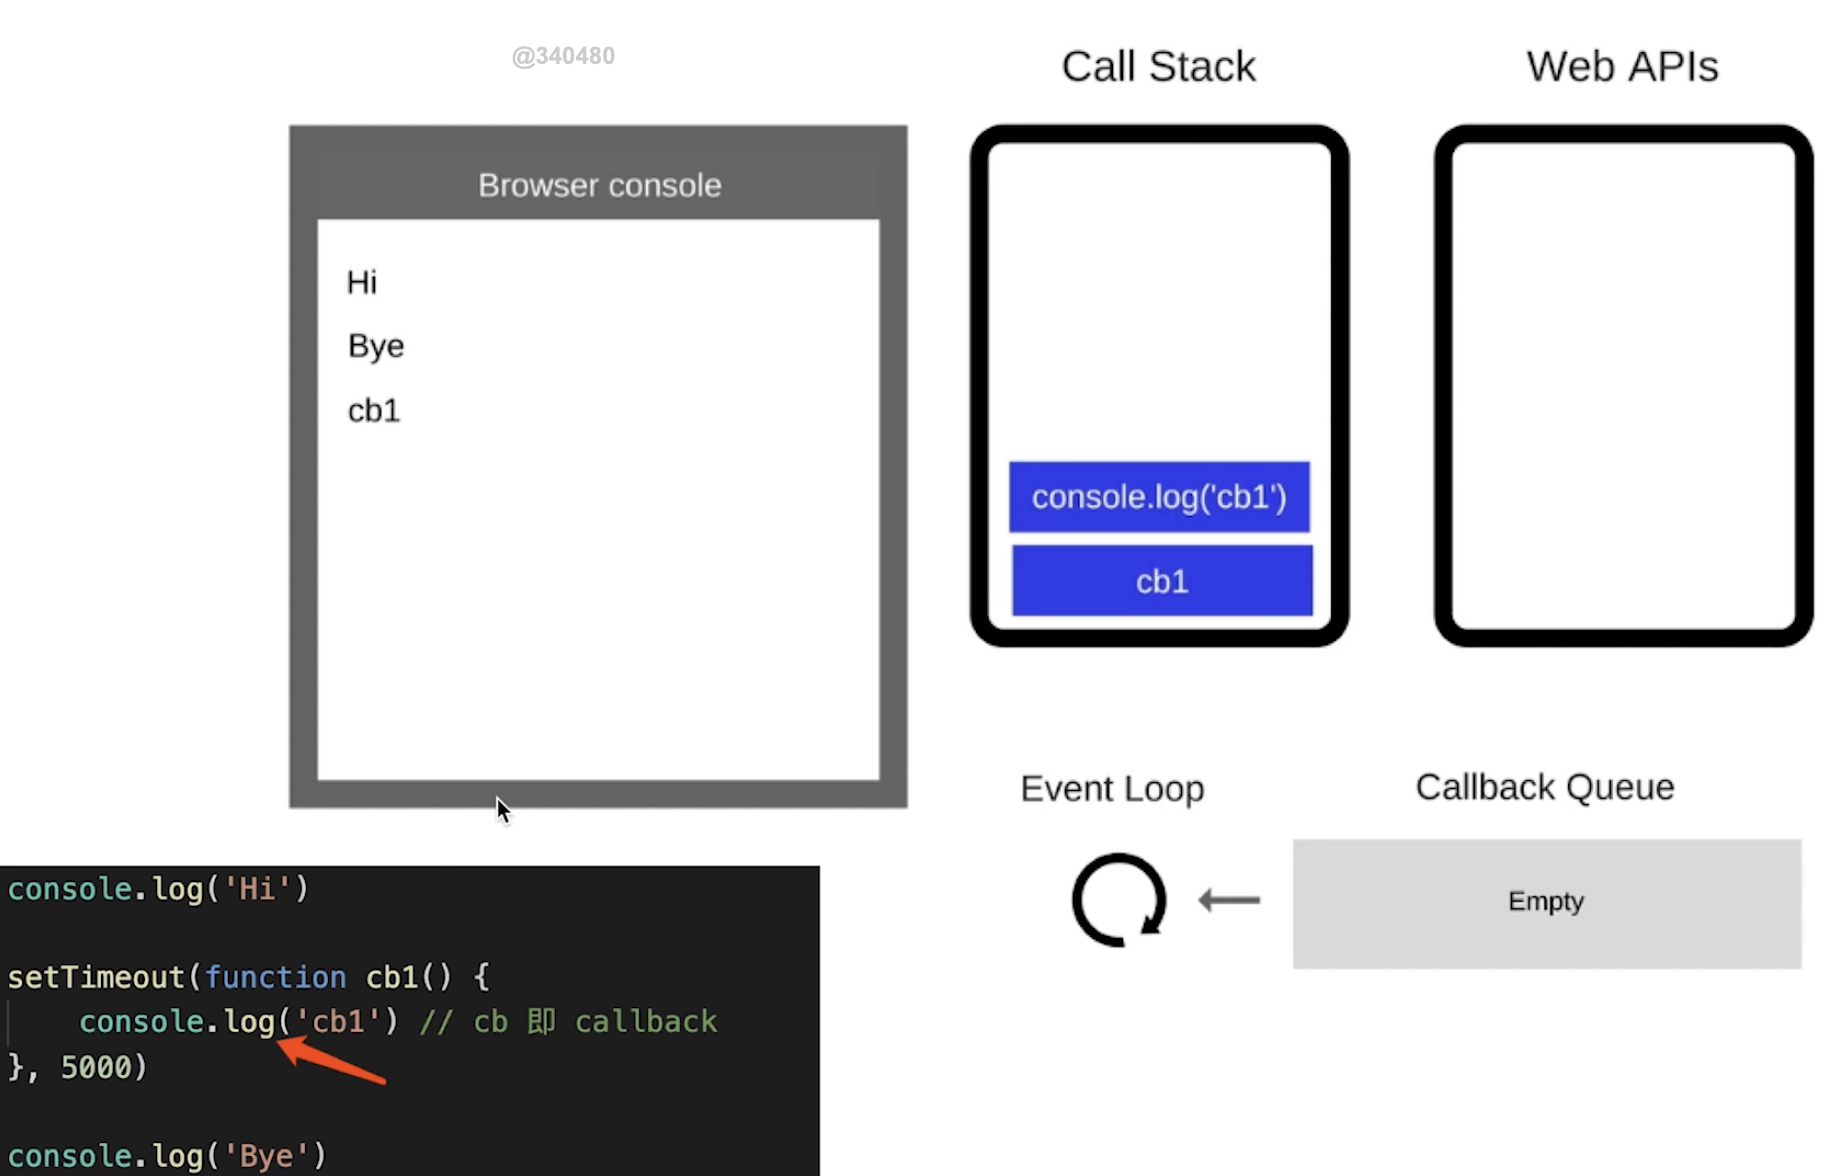 @340480
Call Stack
Web APIs
Browser console
Hi
Bye
cb1
console.log('cb1')
cb1
Event Loop
Callback Queue
Empty
console.log('Hi')
setTimeout(function cb1() {
    console.log('cb1') // cb 即 callback
}, 5000)
console.log('Bye')